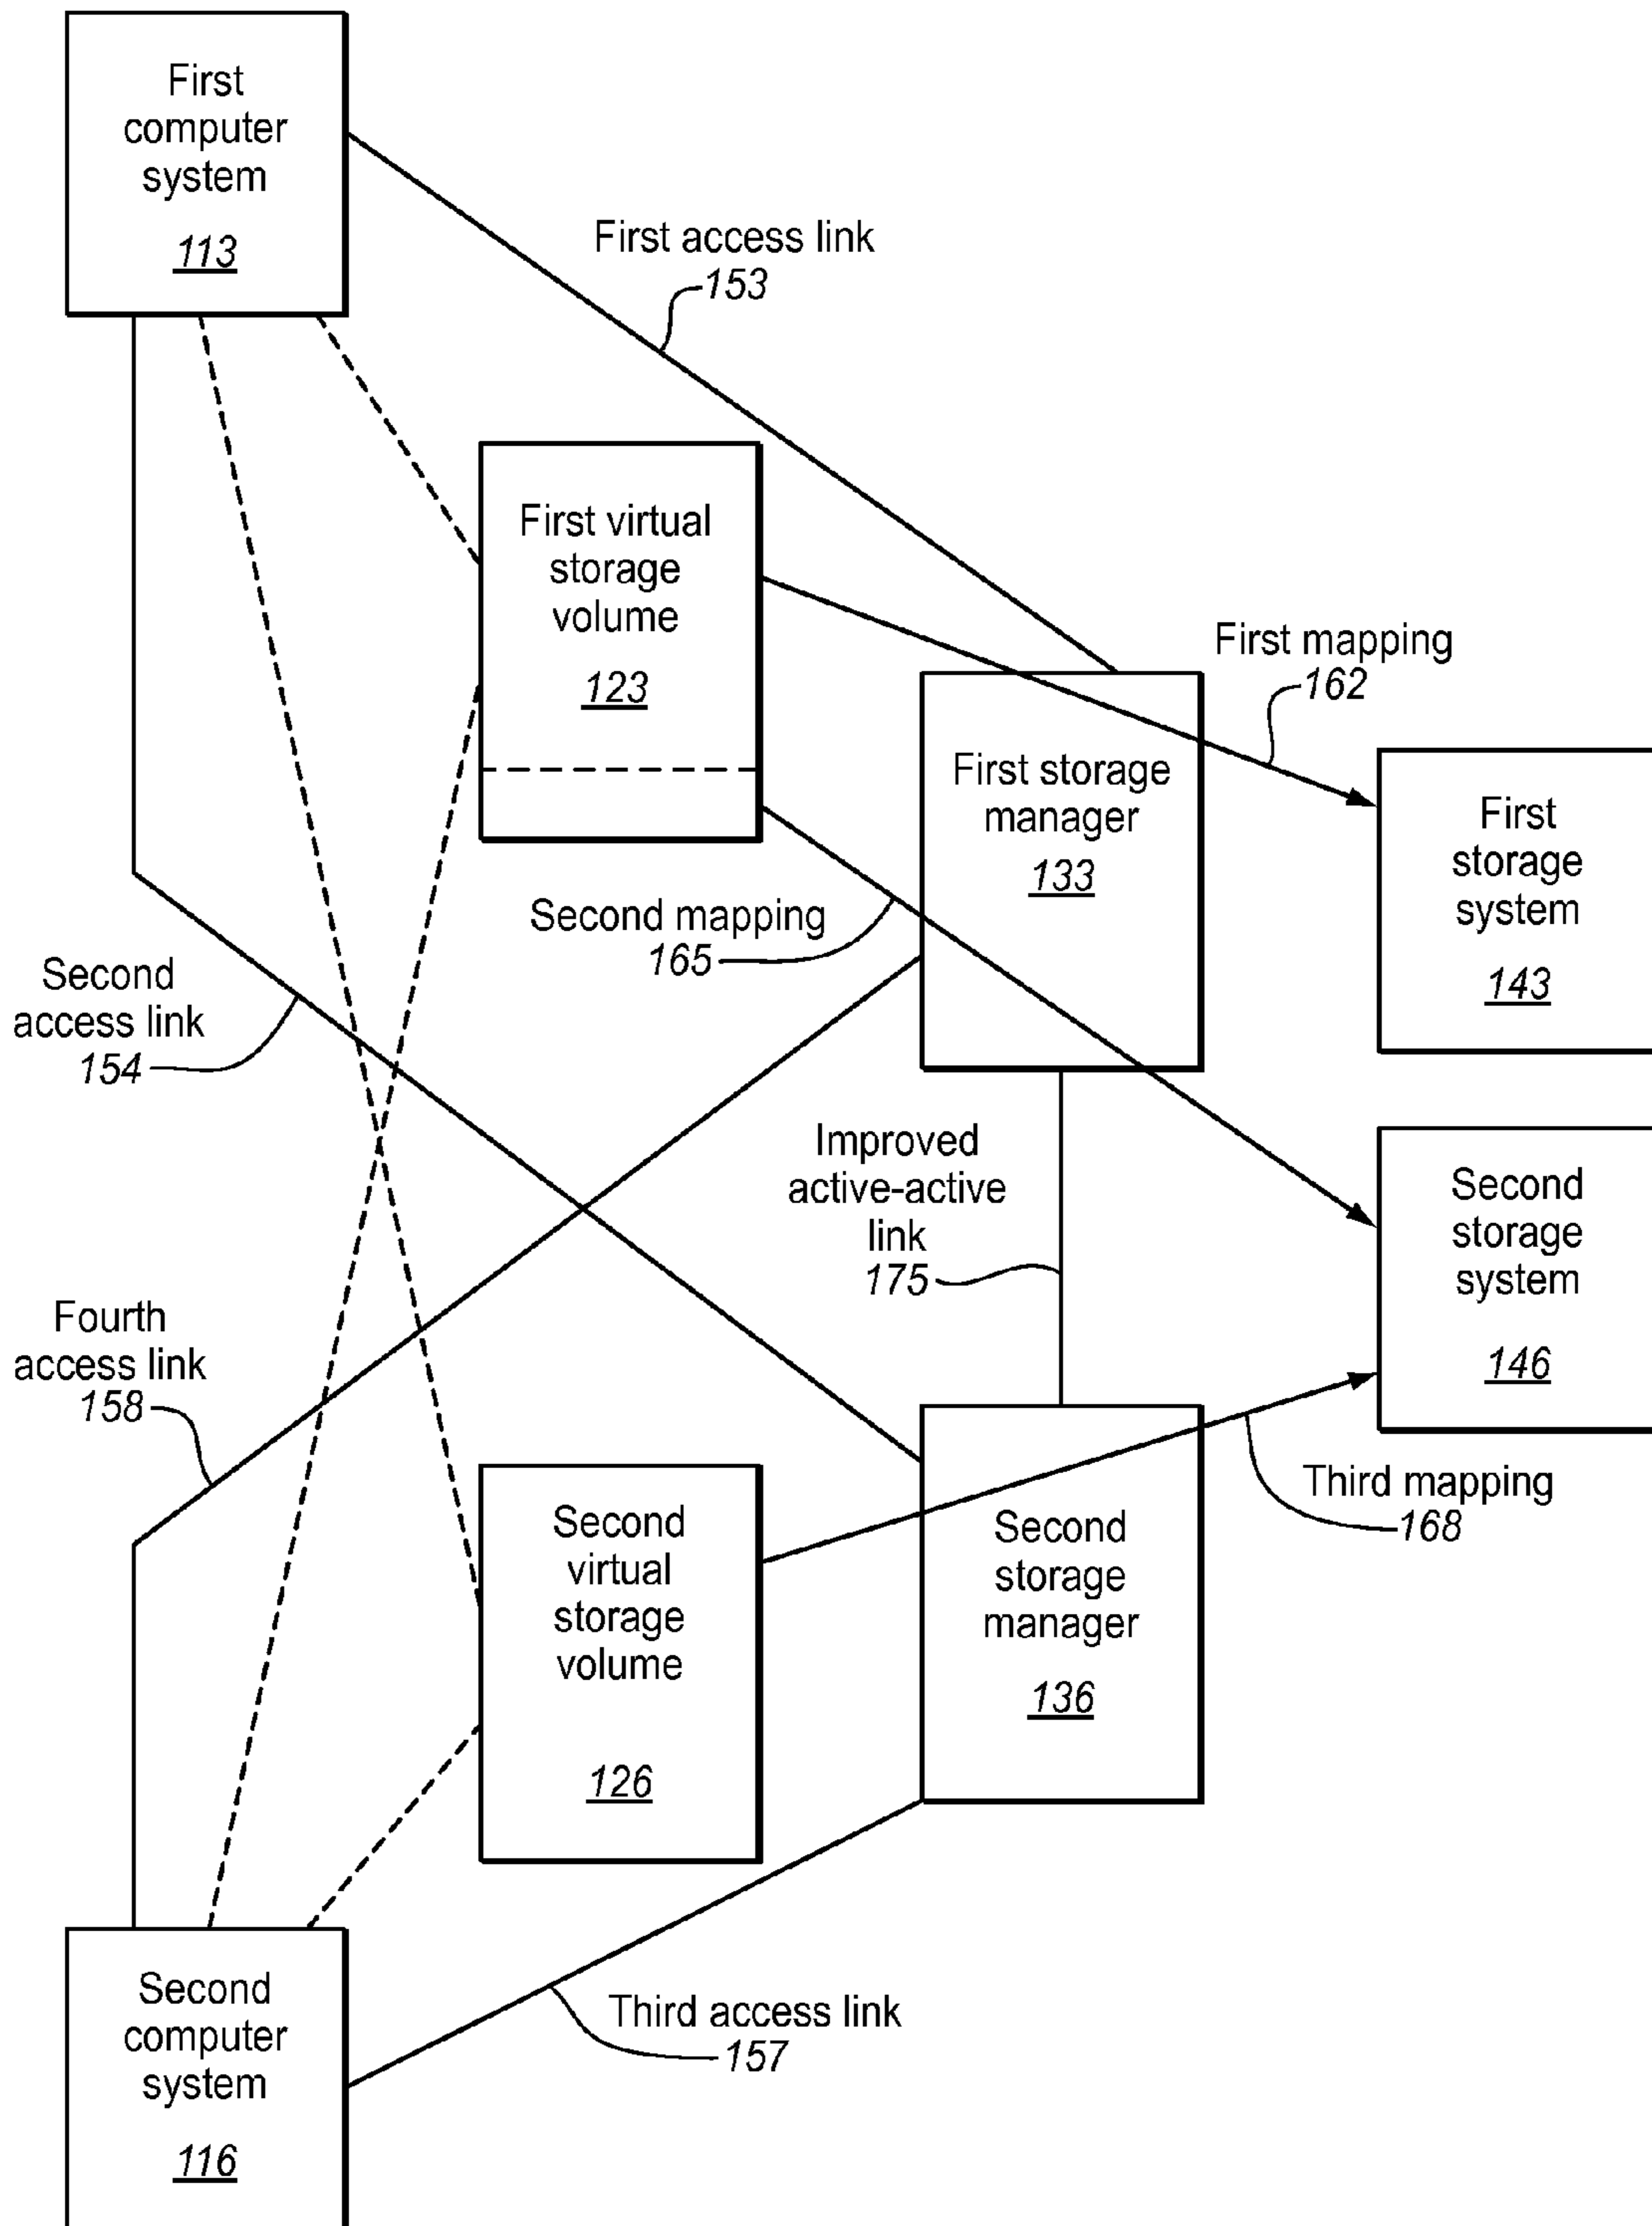 First
computer
system
113
First access link
153
First virtual
storage
volume
123
First mapping
162
First storage
manager
133
First
storage
system
143
Second mapping
165
Second
access link
154
Improved
active-active
link
175
Second
storage
system
146
Fourth
access link
158
Third mapping
168
Second
virtual
storage
volume
126
Second
storage
manager
136
Third access link
157
Second
computer
system
116